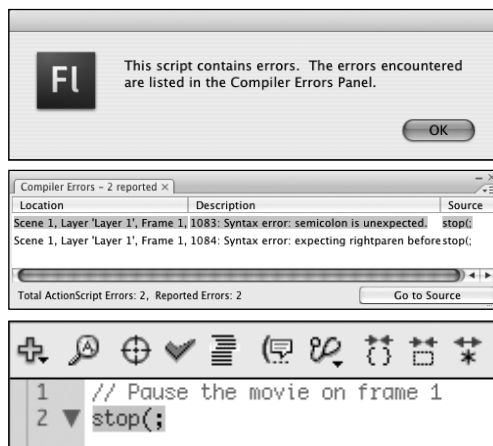 Fl
This script contains errors.  The errors encountered
are listed in the Compiler Errors Panel.
OK
Compiler Errors – 2 reported ×
Location Description Source
Scene 1, Layer 'Layer 1', Frame 1, 1083: Syntax error: semicolon is unexpected. stop(;
Scene 1, Layer 'Layer 1', Frame 1, 1084: Syntax error: expecting rightparen before stop(;
Total ActionScript Errors: 2,  Reported Errors: 2 Go to Source
1 // Pause the movie on frame 1
2 stop(;